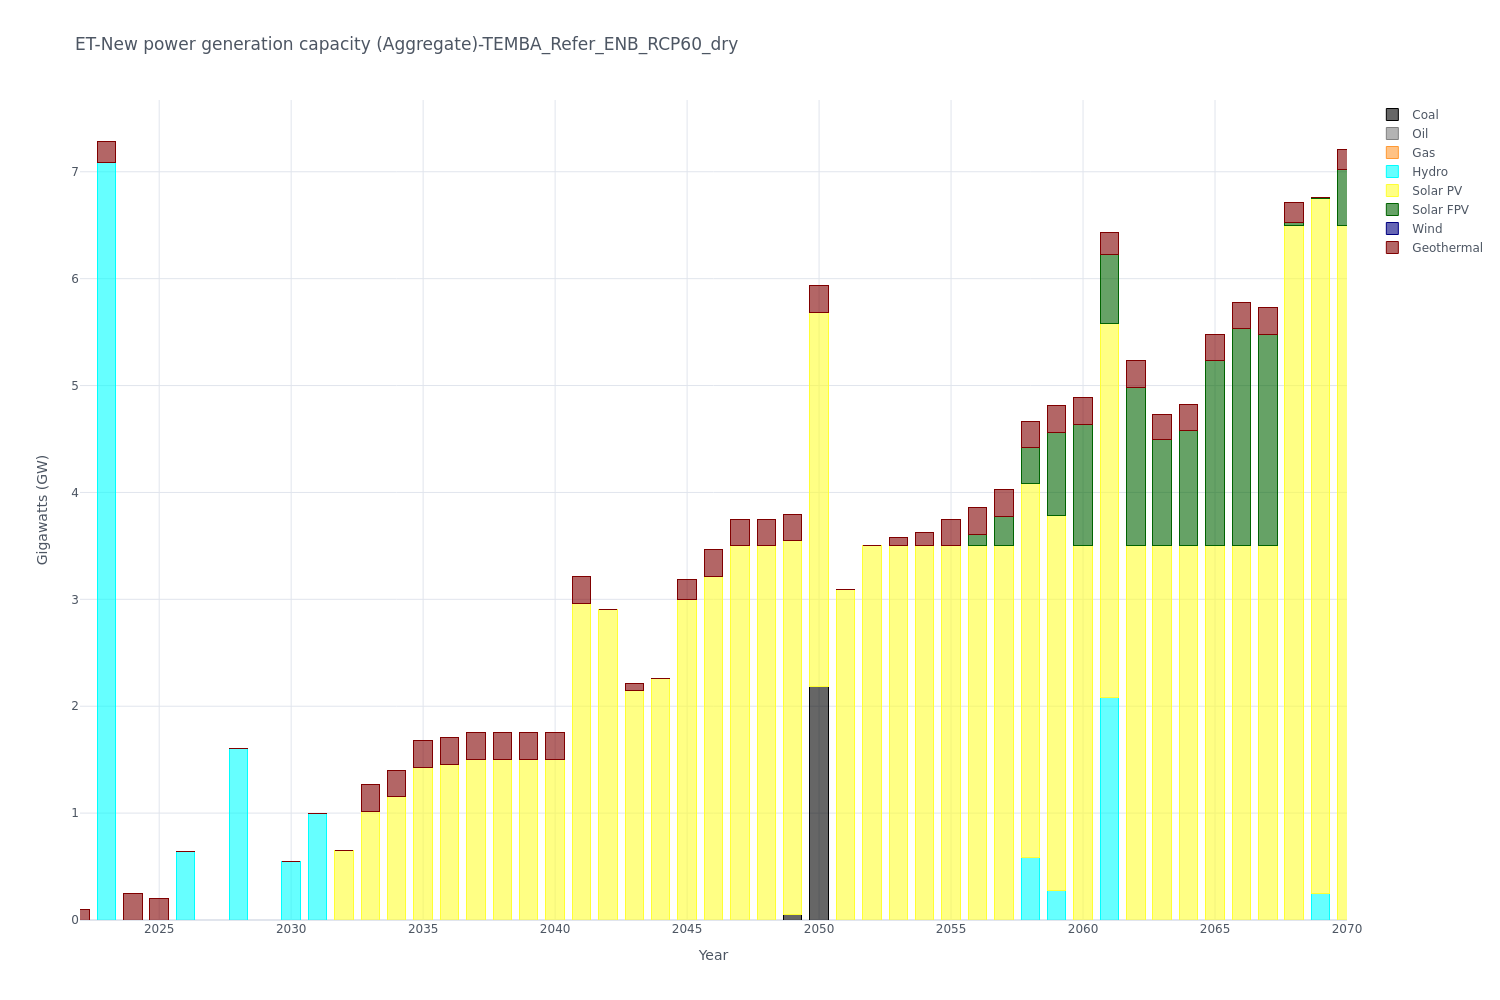 ET-New power generation capacity (Aggregate)-TEMBA_Refer_ENB_RCP60_dry
Coal
Oil
Gas
Hydro
Solar PV
Solar FPV
Wind
Geothermal
7
6
5
4
3
2
1
0
Gigawatts (GW)
2025
2030
2035
2040
2045
2050
2055
2060
2065
2070
Year